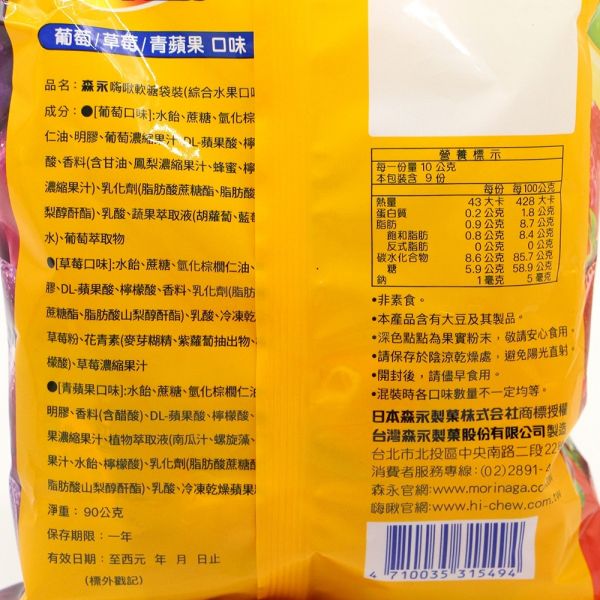 葡萄/草莓/青蘋果 口味
品名：森永嗨啾軟糖袋裝(綜合水果口
成分：●[葡萄口味]:水飴、蔗糖、氫化棕
仁油、明膠、葡萄濃縮果汁、DL-蘋果酸、檸
酸、香料(含甘油、鳳梨濃縮果汁、蜂蜜、檸
濃縮果汁)、乳化劑(脂肪酸蔗糖酯、脂肪酸
梨醇酐酯)、乳酸、蔬果萃取液(胡蘿蔔、藍莓
水)、葡萄萃取物
●[草莓口味]:水飴、蔗糖、氫化棕櫚仁油、
膠、DL-蘋果酸、檸檬酸、香料、乳化劑(脂肪
蔗糖酯、脂肪酸山梨醇酐酯)、乳酸、冷凍乾
草莓粉、花青素(麥芽糊精、紫蘿蔔抽出物、
檬酸)、草莓濃縮果汁
●[青蘋果口味]:水飴、蔗糖、氫化棕櫚仁油
明膠、香料(含醋酸)、DL-蘋果酸、檸檬酸、
果濃縮果汁、植物萃取液(南瓜汁、螺旋藻、
果汁、水飴、檸檬酸)、乳化劑(脂肪酸蔗糖酯
脂肪酸山梨醇酐酯)、乳酸、冷凍乾燥蘋果
淨重：90公克
保存期限：一年
有效日期：至西元 年 月 日止
(標外戳記)
營養標示
每一份量 10 公克
本包裝含 9 份
每份 每100公克
熱量 43 大卡 428 大卡
蛋白質 0.2 公克 1.8 公克
脂肪 0.9 公克 8.7 公克
飽和脂肪 0.8 公克 8.4 公克
反式脂肪 0 公克 0 公克
碳水化合物 8.6 公克 85.7 公克
糖 5.9 公克 58.9 公克
鈉 1 毫克 5 毫克
•非素食。
•本產品含有大豆及其製品。
•深色點點為果實粉末，敬請安心食用
•請保存於陰涼乾燥處，避免陽光直射
•開封後，請儘早食用。
•混裝時各口味數量不一定均等。
日本森永製菓株式会社商標授權
台灣森永製菓股份有限公司製造
台北市北投區中央南路二段22
消費者服務專線：(02)2891-
森永官網:www.morinaga.co
嗨啾官網:www.hi-chew.com.tw
4 710035 315494